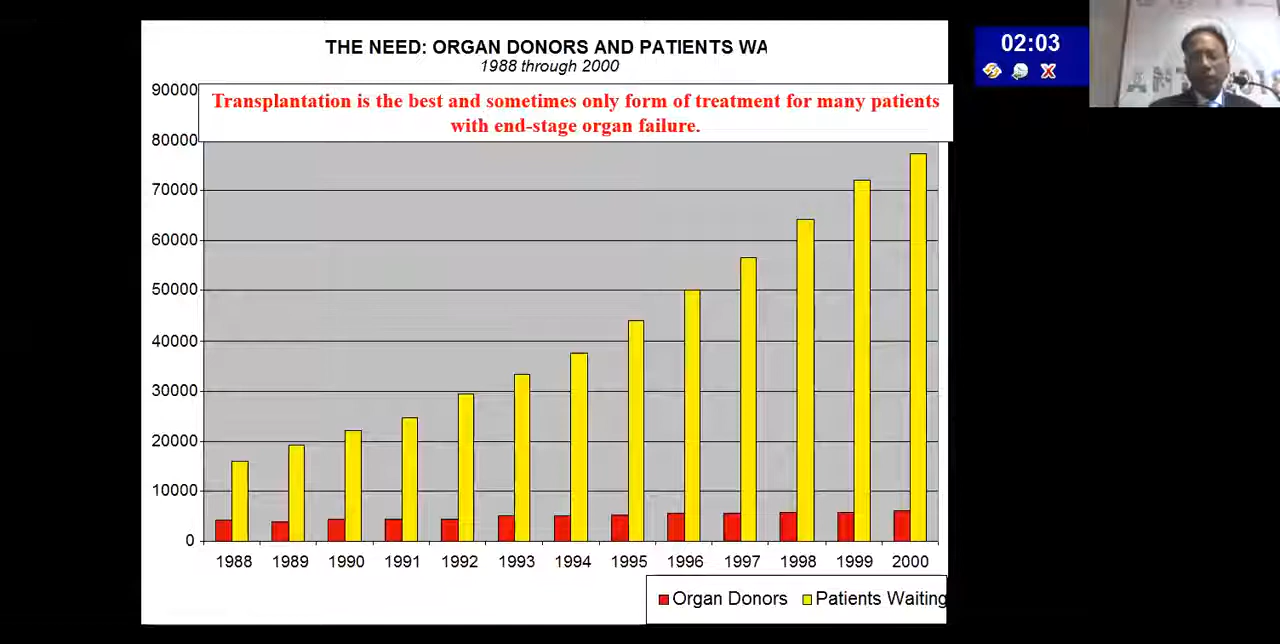 THE NEED: ORGAN DONORS AND PATIENTS WA
1988 through 2000
02:03
90000
Transplantation is the best and sometimes only form of treatment for many patients
with end-stage organ failure.
80000
70000
60000
50000
40000
30000
20000
10000
0
1988 1989 1990 1991 1992 1993 1994 1995 1996 1997 1998 1999 2000
Organ Donors Patients Waiting